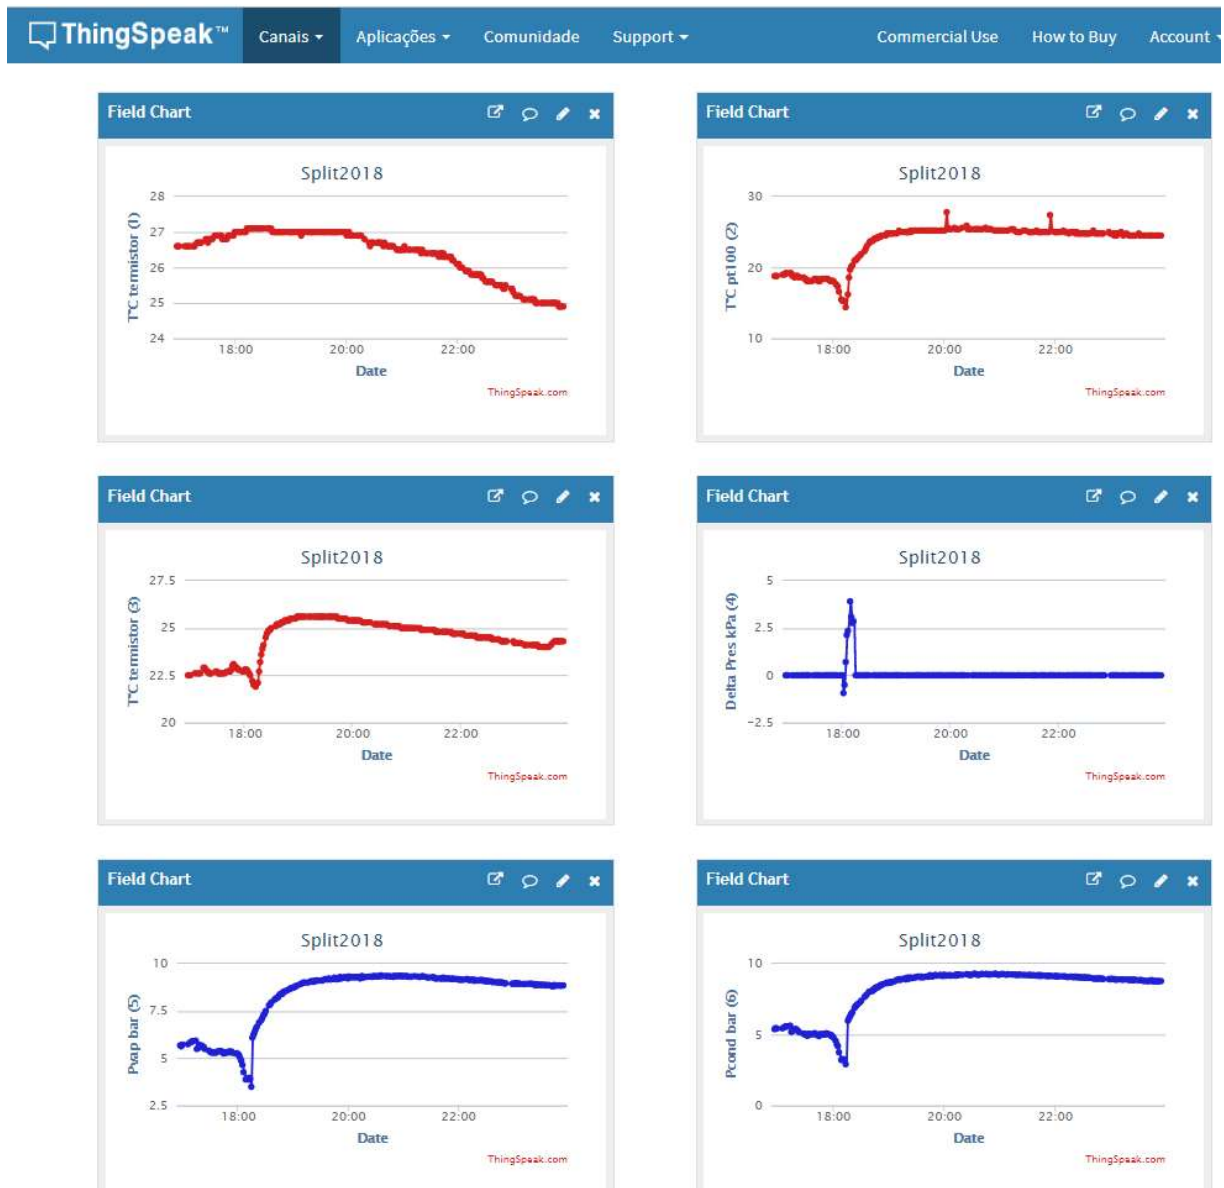 ThingSpeak™ Canais Aplicações Comunidade Support Commercial Use How to Buy Account
Field Chart
Split2018
T°C termistor (1)
28
27
26
25
24
18:00 20:00 22:00
Date
ThingSpeak.com
Field Chart
Split2018
T°C pt100 (2)
30
20
10
18:00 20:00 22:00
Date
ThingSpeak.com
Field Chart
Split2018
T°C termistor (3)
27.5
25
22.5
20
18:00 20:00 22:00
Date
ThingSpeak.com
Field Chart
Split2018
Delta Pres kPa (4)
5
2.5
0
−2.5
18:00 20:00 22:00
Date
ThingSpeak.com
Field Chart
Split2018
Pvap bar (5)
10
7.5
5
2.5
18:00 20:00 22:00
Date
ThingSpeak.com
Field Chart
Split2018
Pcond bar (6)
10
5
0
18:00 20:00 22:00
Date
ThingSpeak.com